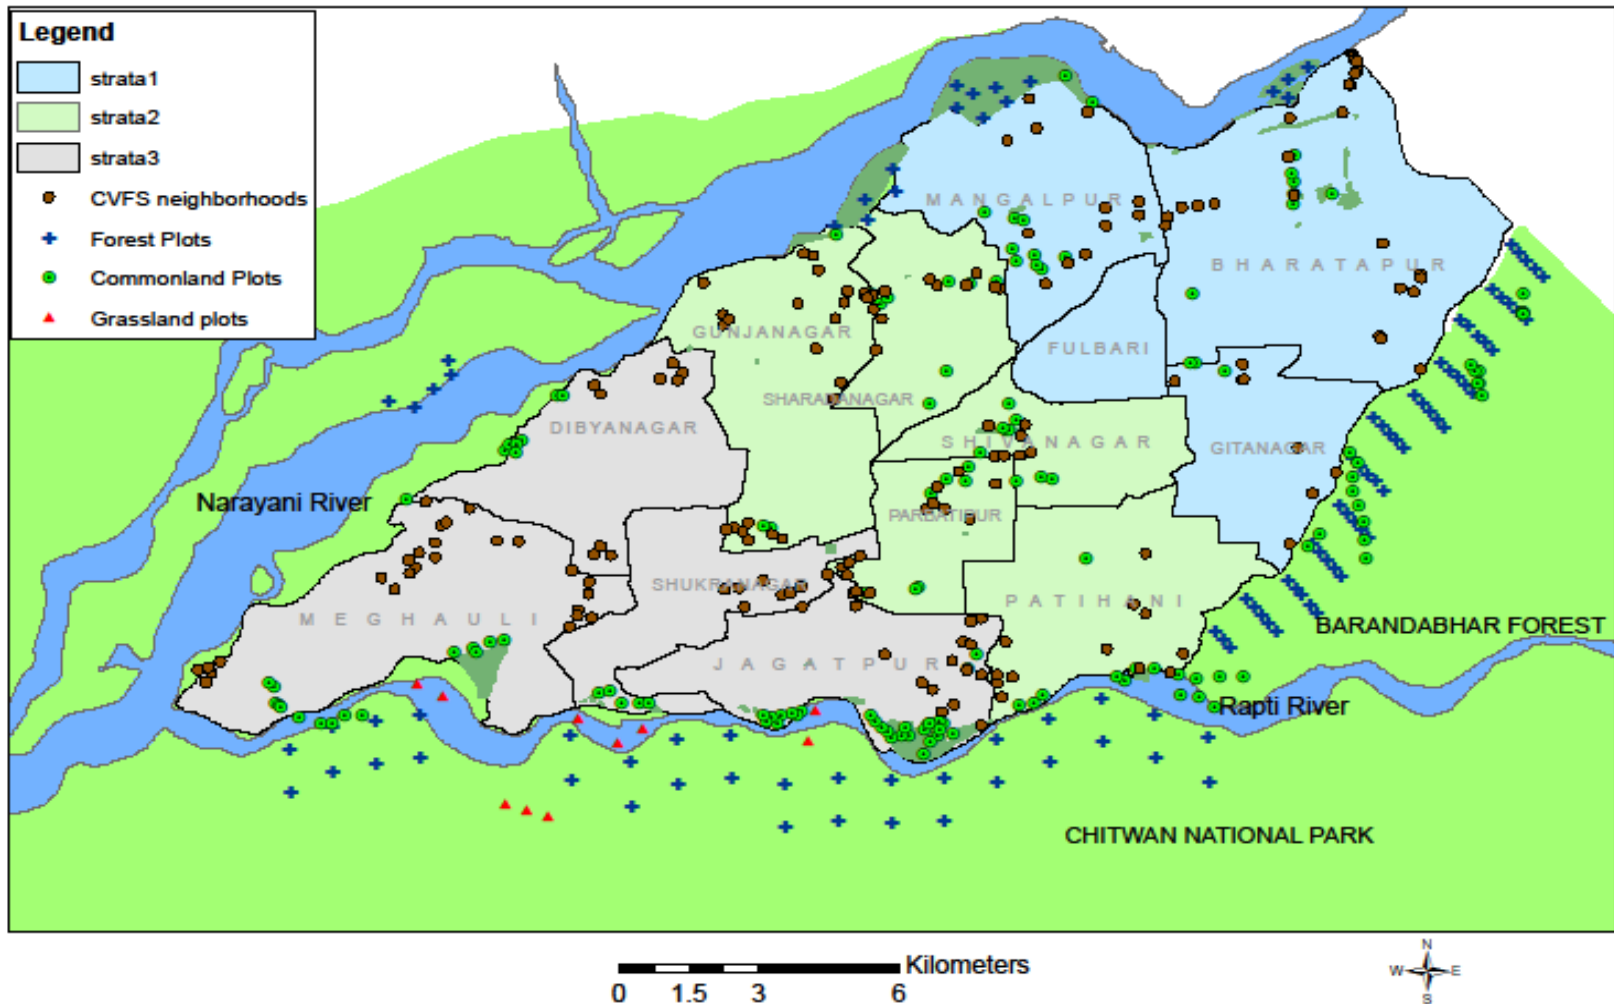 Legend
strata1
strata2
strata3
CVFS neighborhoods
Forest Plots
Commonland Plots
Grassland plots
MANGALPUR
BHARATAPUR
GUNJANAGAR
FULBARI
SHARADANAGAR
DIBYANAGAR
SHIVANAGAR
GITANAGAR
Narayani River
PARBATIPUR
SHUKRANAGAR
PATIHANI
MEGHAULI
BARANDABHAR FOREST
JAGATPUR
Rapti River
CHITWAN NATIONAL PARK
Kilometers
0 1.5 3 6
N
W E
S